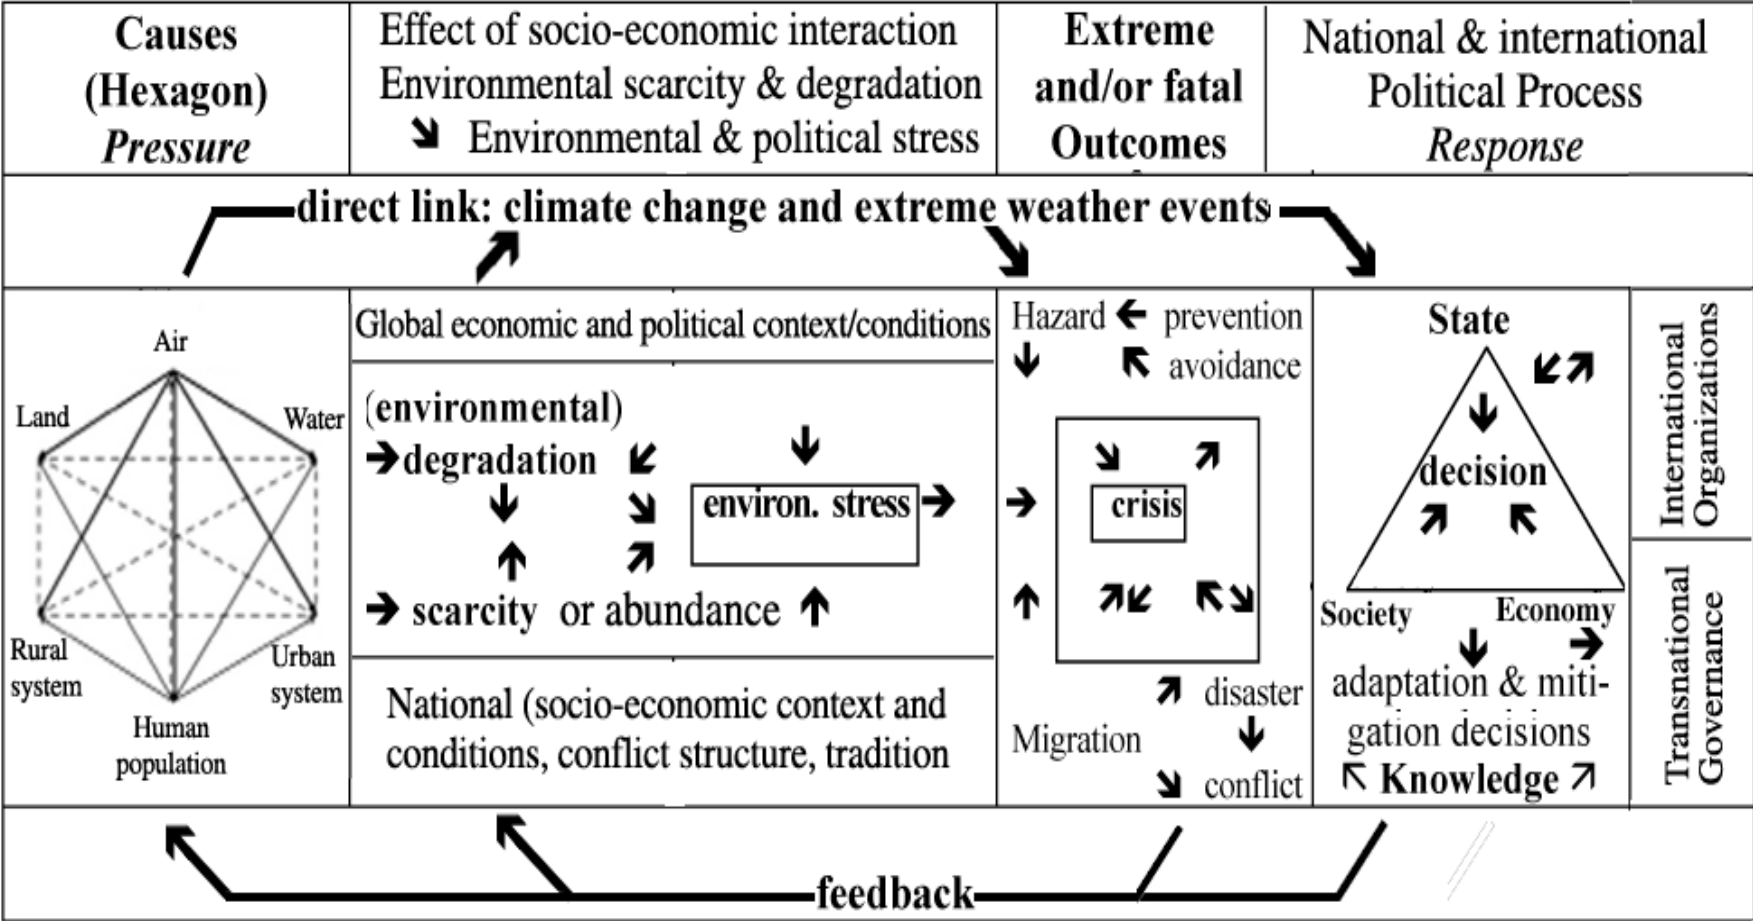 Causes
(Hexagon)
Pressure
Effect of socio-economic interaction
Environmental scarcity & degradation
Environmental & political stress
Extreme
and/or fatal
Outcomes
National & international
Political Process
Response
direct link: climate change and extreme weather events
Air
Land
Water
Rural
system
Urban
system
Human
population
Global economic and political context/conditions
(environmental)
degradation
environ. stress
scarcity or abundance
National (socio-economic context and
conditions, conflict structure, tradition
Hazard
prevention
avoidance
crisis
disaster
Migration
conflict
State
decision
Society
Economy
adaptation & miti-
gation decisions
Knowledge
International
Organizations
Transnational
Governance
feedback